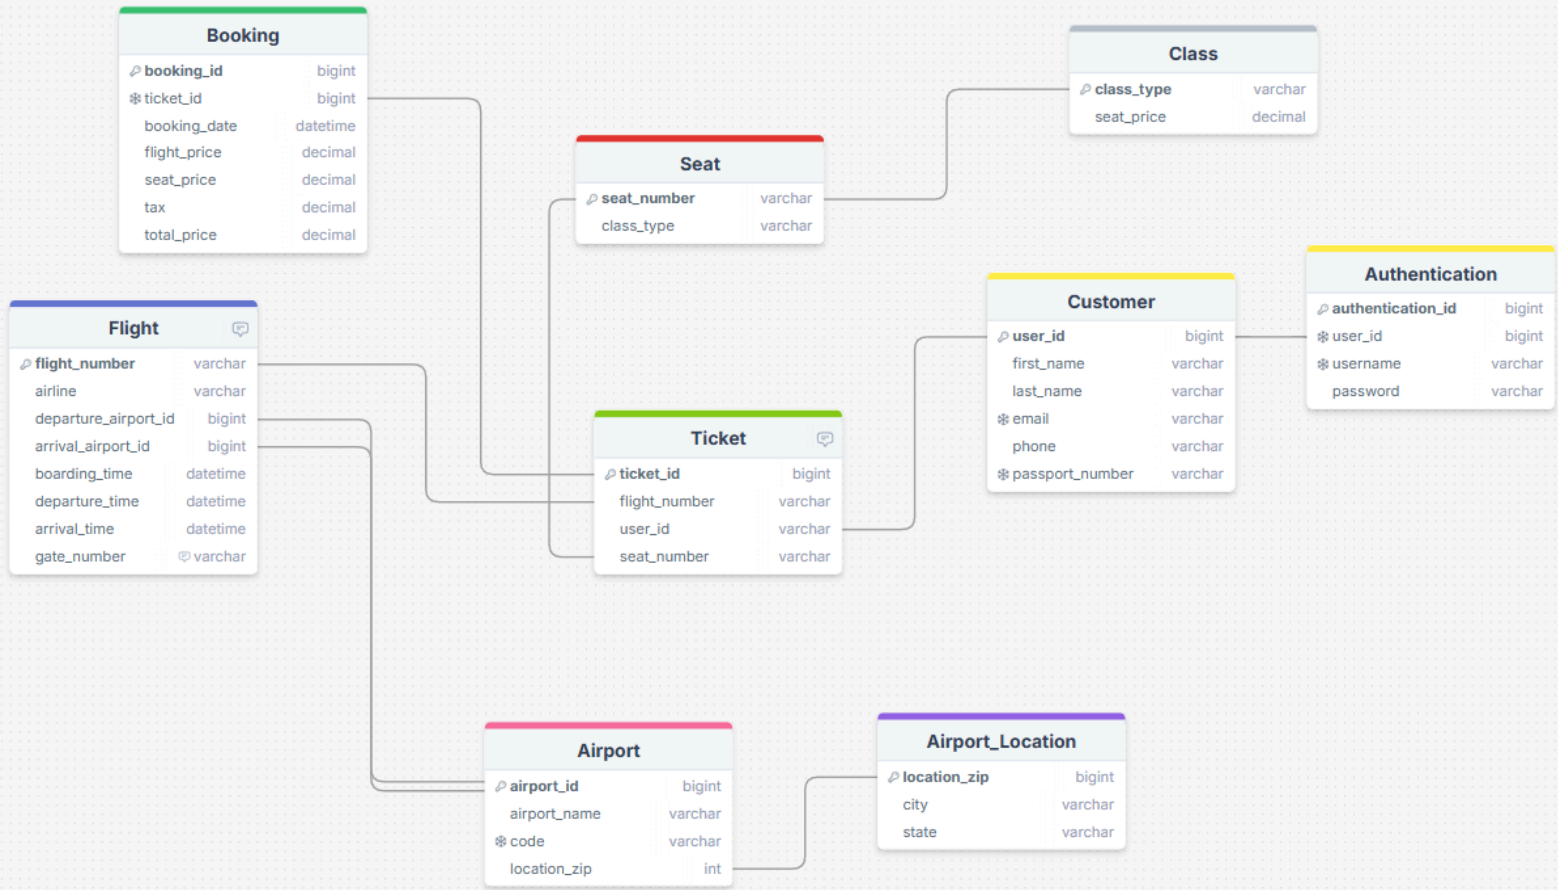 Booking
booking_id bigint
ticket_id bigint
booking_date datetime
flight_price decimal
seat_price decimal
tax decimal
total_price decimal
Class
class_type varchar
seat_price decimal
Seat
seat_number varchar
class_type varchar
Customer
user_id bigint
first_name varchar
last_name varchar
email varchar
phone varchar
passport_number varchar
Authentication
authentication_id bigint
user_id bigint
username varchar
password varchar
Flight
flight_number varchar
airline varchar
departure_airport_id bigint
arrival_airport_id bigint
boarding_time datetime
departure_time datetime
arrival_time datetime
gate_number varchar
Ticket
ticket_id bigint
flight_number varchar
user_id varchar
seat_number varchar
Airport
airport_id bigint
airport_name varchar
code varchar
location_zip int
Airport_Location
location_zip bigint
city varchar
state varchar